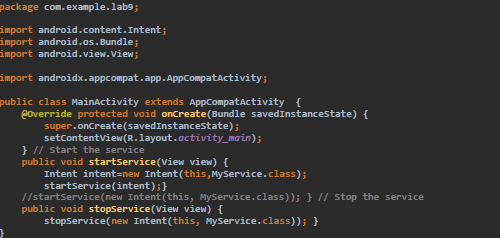 package com.example.lab9;
import android.content.Intent;
import android.os.Bundle;
import android.view.View;
import androidx.appcompat.app.AppCompatActivity;
public class MainActivity extends AppCompatActivity  {
    @Override protected void onCreate(Bundle savedInstanceState) {
        super.onCreate(savedInstanceState);
        setContentView(R.layout.activity_main);
    } // Start the service
    public void startService(View view) {
        Intent intent=new Intent(this,MyService.class);
        startService(intent);}
    //startService(new Intent(this, MyService.class)); } // Stop the service
    public void stopService(View view) {
        stopService(new Intent(this, MyService.class)); }
}